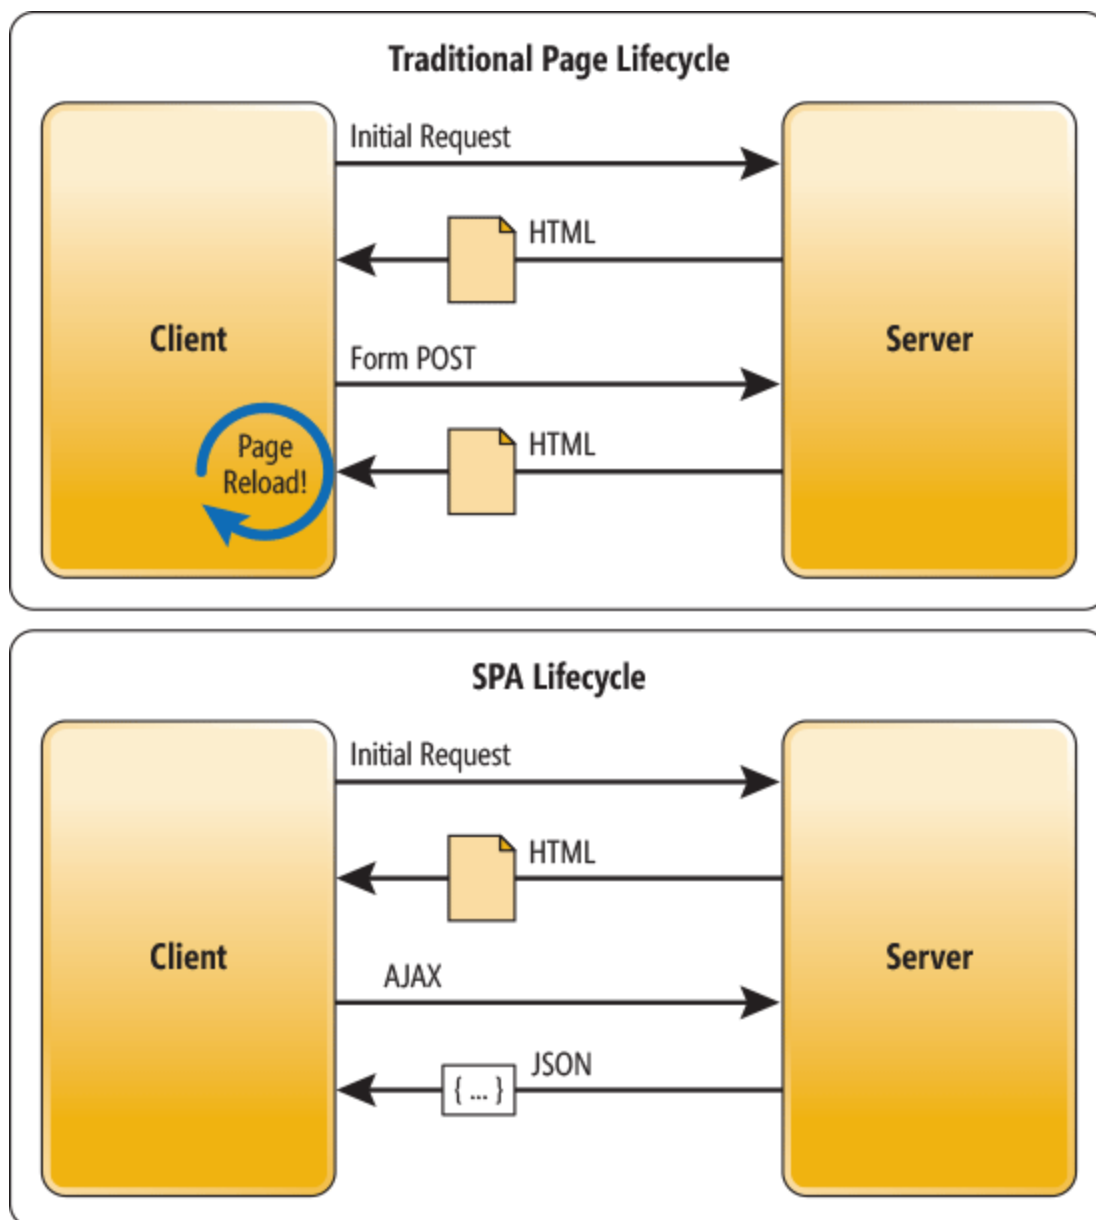 Traditional Page Lifecycle
Initial Request
HTML
Client
Server
Form POST
HTML
Page
Reload!
SPA Lifecycle
Initial Request
HTML
Client
Server
AJAX
JSON
{ ... }